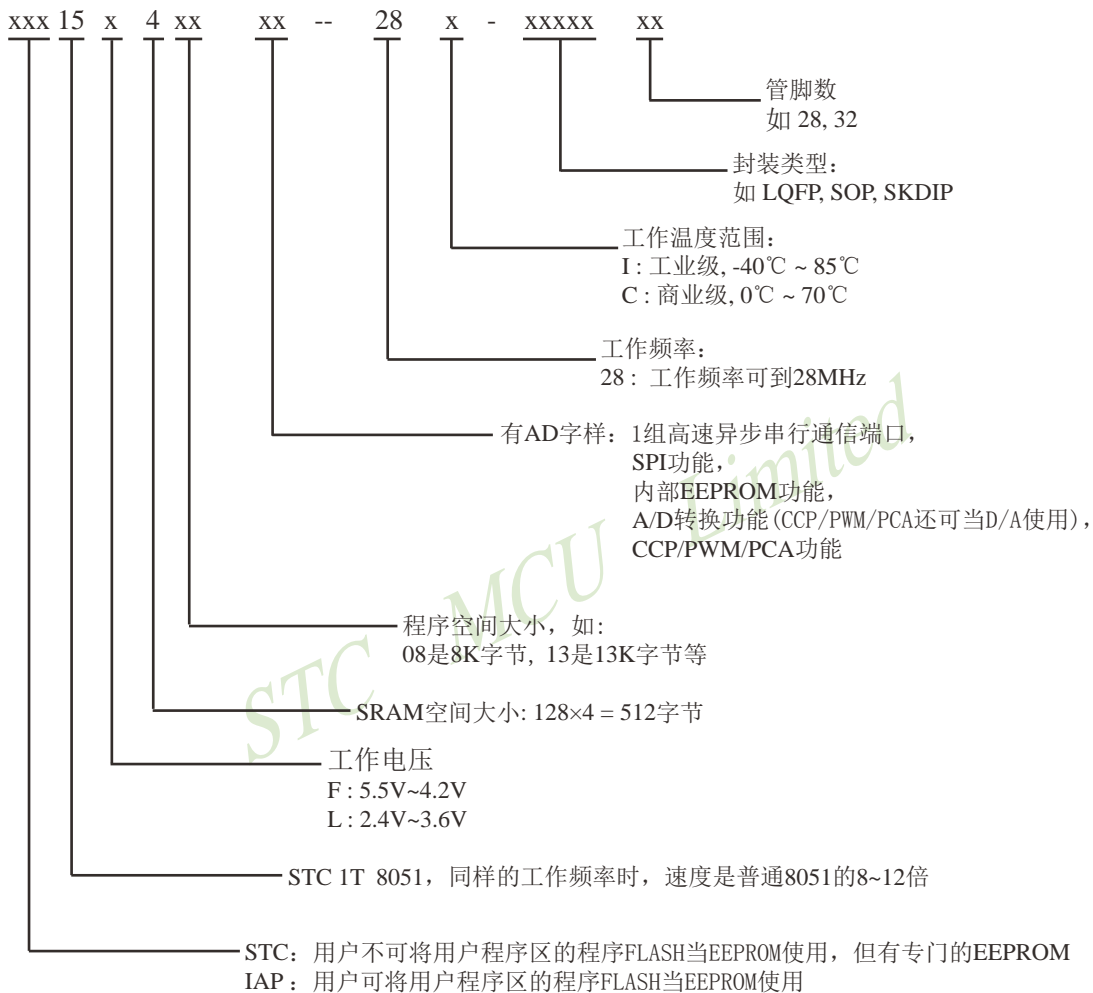 xxx 15 x 4 xx xx -- 28 x - xxxxx xx
管脚数
如 28, 32
封装类型：
如 LQFP, SOP, SKDIP
工作温度范围：
I : 工业级, -40℃ ~ 85℃
C : 商业级, 0℃ ~ 70℃
工作频率：
28 : 工作频率可到28MHz
有AD字样：1组高速异步串行通信端口，
SPI功能，
内部EEPROM功能，
A/D转换功能(CCP/PWM/PCA还可当D/A使用)，
CCP/PWM/PCA功能
程序空间大小，如:
08是8K字节, 13是13K字节等
SRAM空间大小: 128×4 = 512字节
工作电压
F : 5.5V~4.2V
L : 2.4V~3.6V
STC 1T 8051，同样的工作频率时，速度是普通8051的8~12倍
STC：用户不可将用户程序区的程序FLASH当EEPROM使用，但有专门的EEPROM
IAP：用户可将用户程序区的程序FLASH当EEPROM使用
STC MCU Limited